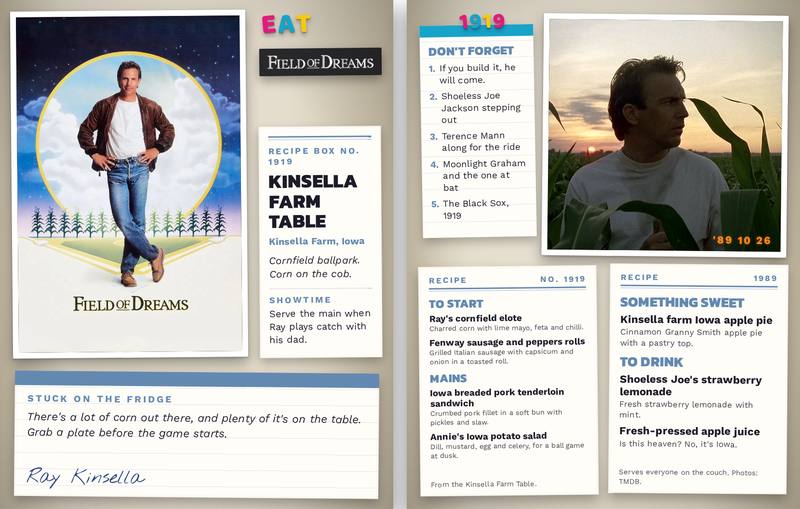 EAT
FIELD OF DREAMS
FIELD OF DREAMS
RECIPE BOX NO.
1919
KINSELLA
FARM
TABLE
Kinsella Farm, Iowa
Cornfield ballpark.
Corn on the cob.
SHOWTIME
Serve the main when
Ray plays catch with
his dad.
STUCK ON THE FRIDGE
There's a lot of corn out there, and plenty of it's on the table.
Grab a plate before the game starts.
Ray Kinsella
1919
DON'T FORGET
1. If you build it, he
will come.
2. Shoeless Joe
Jackson stepping
out
3. Terence Mann
along for the ride
4. Moonlight Graham
and the one at
bat
5. The Black Sox,
1919
'89 10 26
RECIPE NO. 1919
TO START
Ray's cornfield elote
Charred corn with lime mayo, feta and chilli.
Fenway sausage and peppers rolls
Grilled Italian sausage with capsicum and
onion in a toasted roll.
MAINS
Iowa breaded pork tenderloin
sandwich
Crumbed pork fillet in a soft bun with
pickles and slaw.
Annie's Iowa potato salad
Dill, mustard, egg and celery, for a ball game
at dusk.
From the Kinsella Farm Table.
RECIPE 1989
SOMETHING SWEET
Kinsella farm Iowa apple pie
Cinnamon Granny Smith apple pie
with a pastry top.
TO DRINK
Shoeless Joe's strawberry
lemonade
Fresh strawberry lemonade with
mint.
Fresh-pressed apple juice
Is this heaven? No, it's Iowa.
Serves everyone on the couch. Photos:
TMDB.